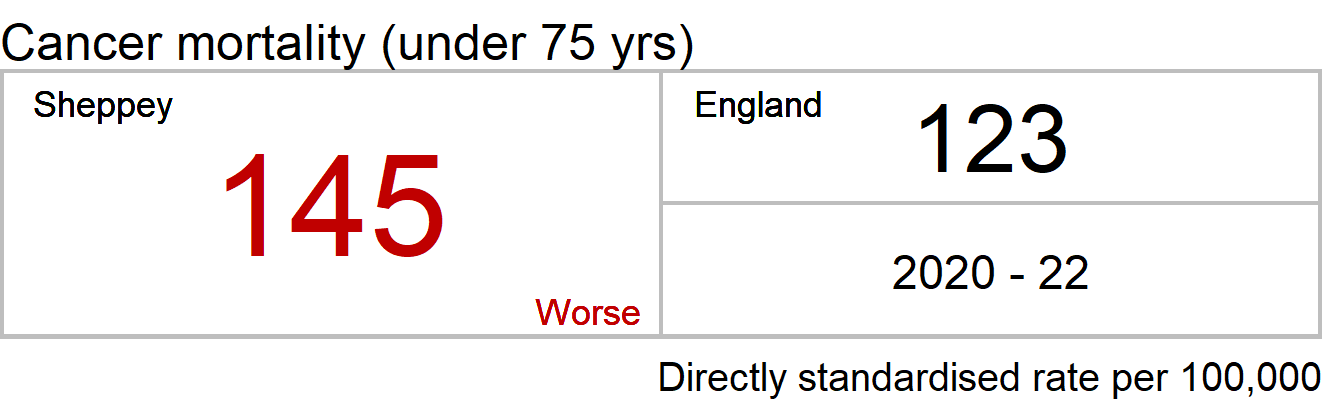 Cancer mortality (under 75 yrs)
Sheppey
145
Worse
England
123
2020 - 22
Directly standardised rate per 100,000